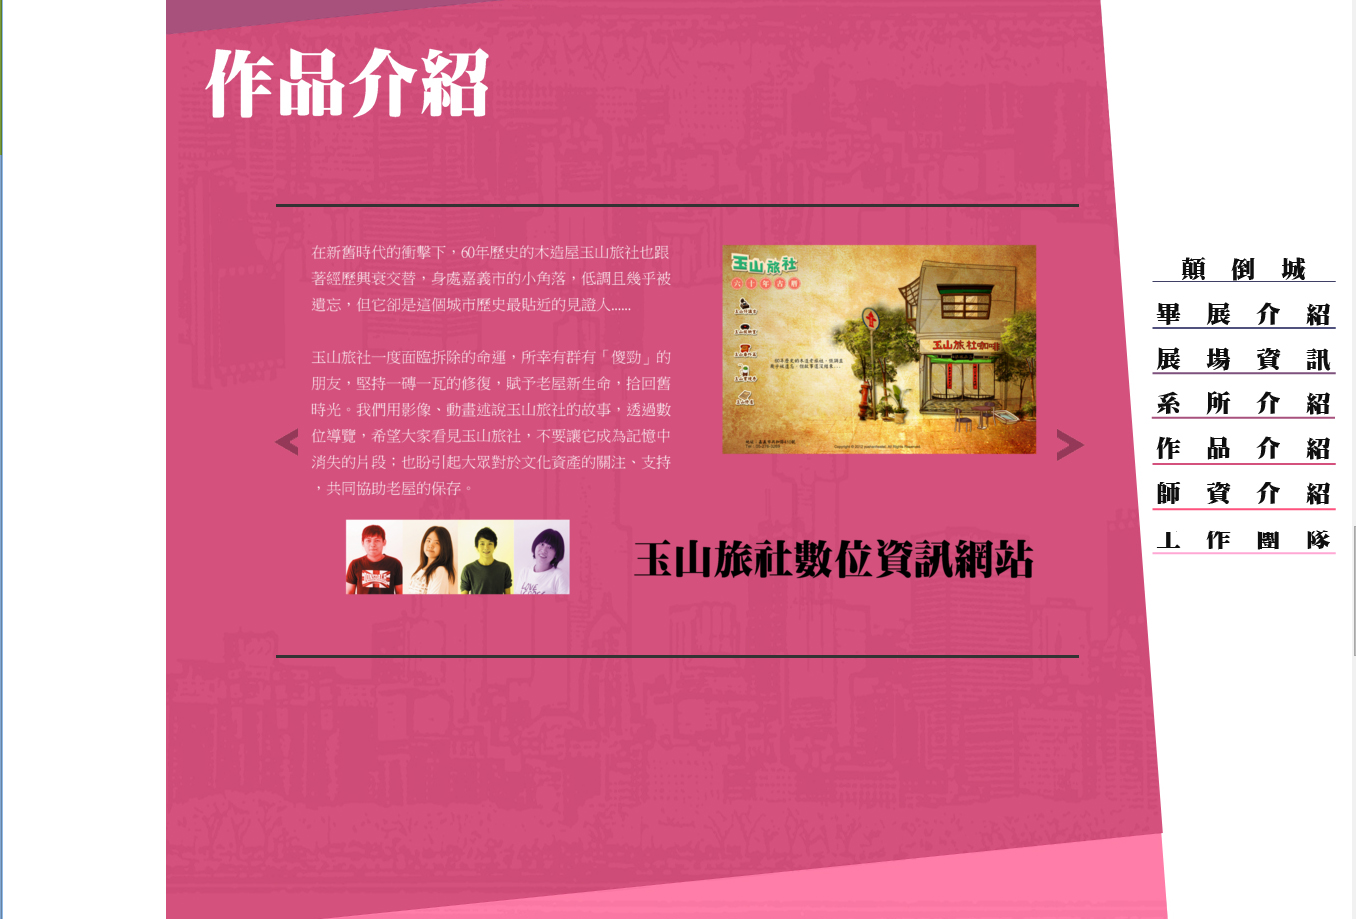 作品介紹
在新舊時代的衝擊下，60年歷史的木造屋玉山旅社也跟
著經歷興衰交替，身處嘉義市的小角落，低調且幾乎被
遺忘，但它卻是這個城市歷史最貼近的見證人......
玉山旅社一度面臨拆除的命運，所幸有群有「傻勁」的
朋友，堅持一磚一瓦的修復，賦予老屋新生命，拾回舊
時光。我們用影像、動畫述說玉山旅社的故事，透過數
位導覽，希望大家看見玉山旅社，不要讓它成為記憶中
消失的片段；也盼引起大眾對於文化資產的關注、支持
，共同協助老屋的保存。
玉山旅社
六十年古曆
玉山旅社咖啡
玉山旅社數位資訊網站
顛倒城
畢展介紹
展場資訊
系所介紹
作品介紹
師資介紹
工作團隊